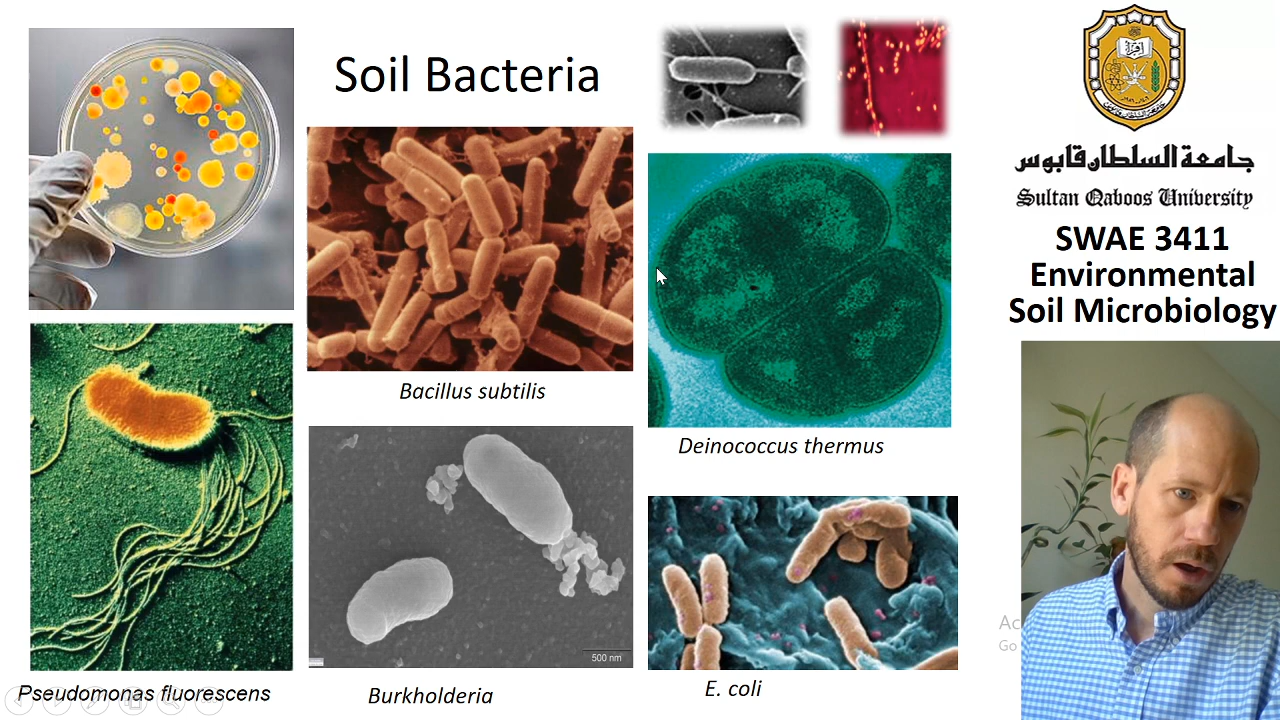 Soil Bacteria
Bacillus subtilis
Deinococcus thermus
Pseudomonas fluorescens
Burkholderia
500 nm
E. coli
جامعة السلطان قابوس
Sultan Qaboos University
SWAE 3411
Environmental
Soil Microbiology
Go